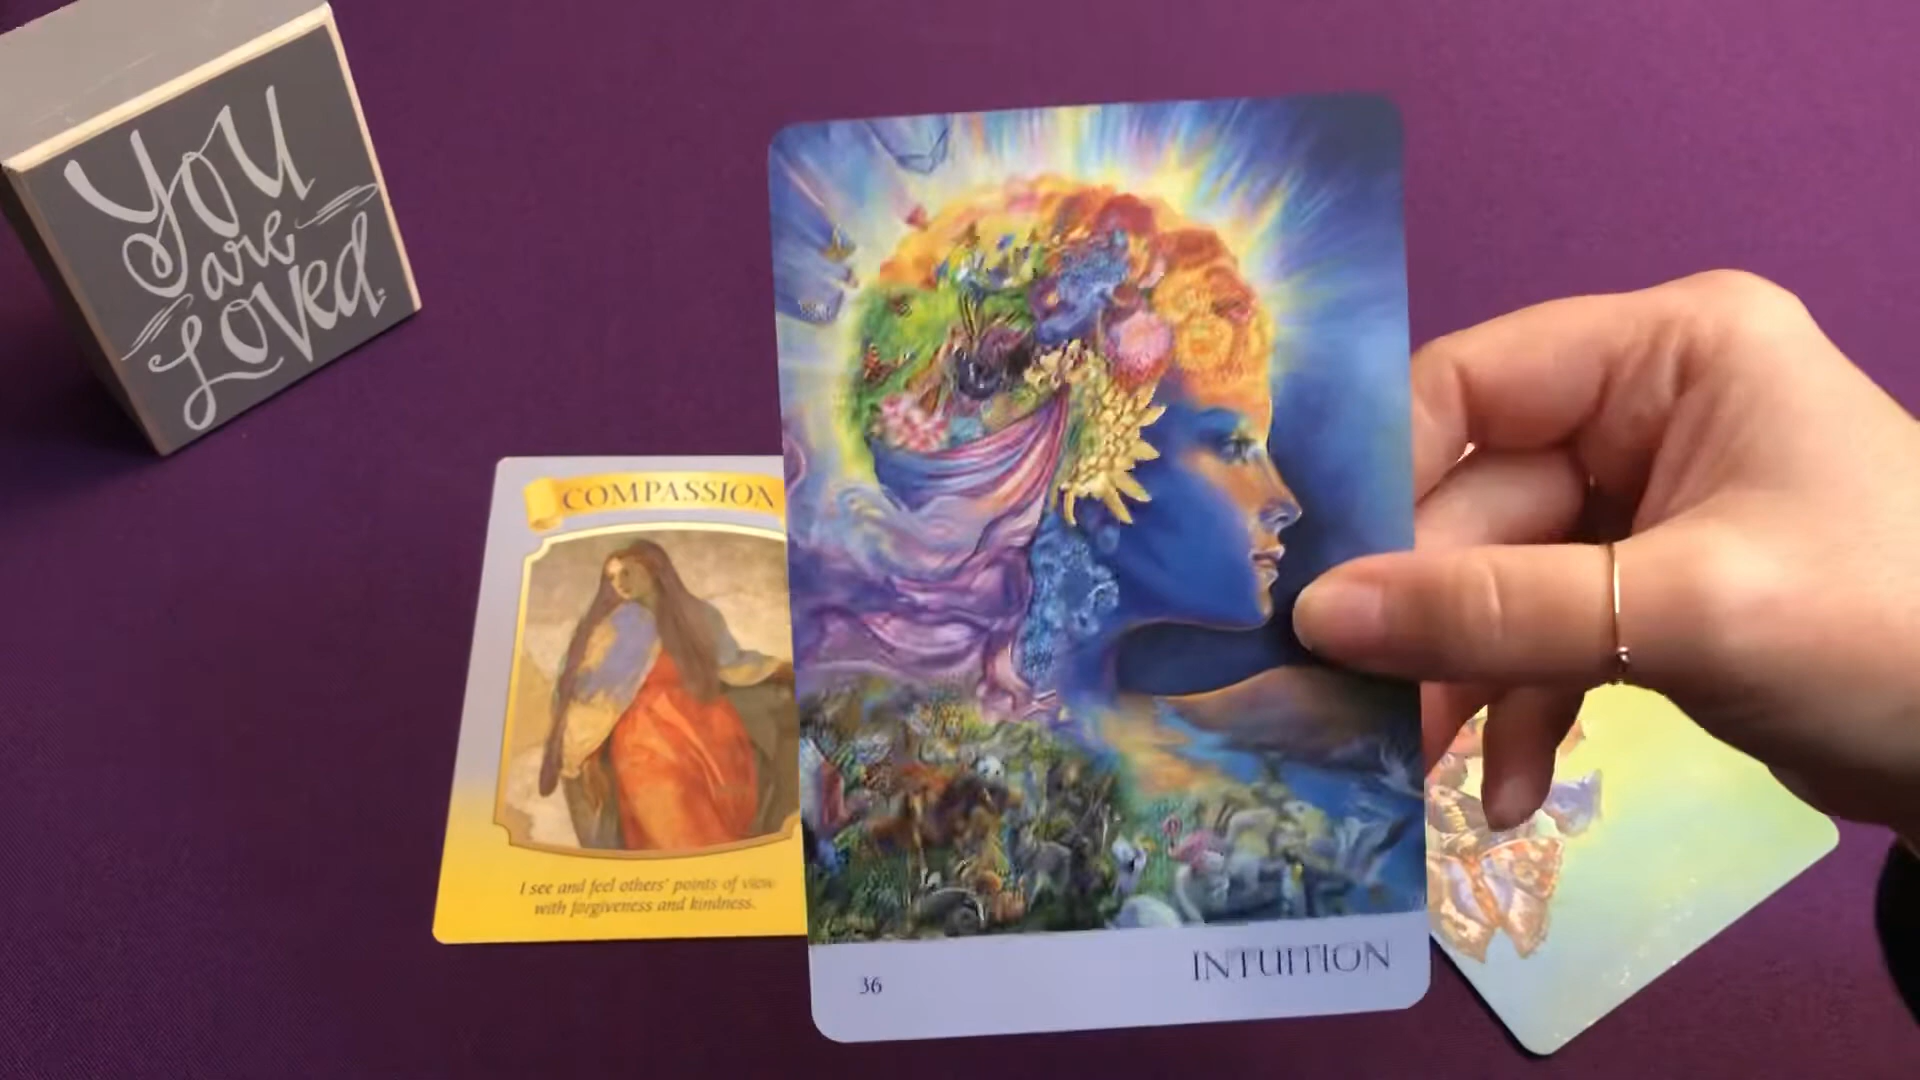 You
are
Loved.
COMPASSION
I see and feel others' points of view
with forgiveness and kindness.
36
INTUITION